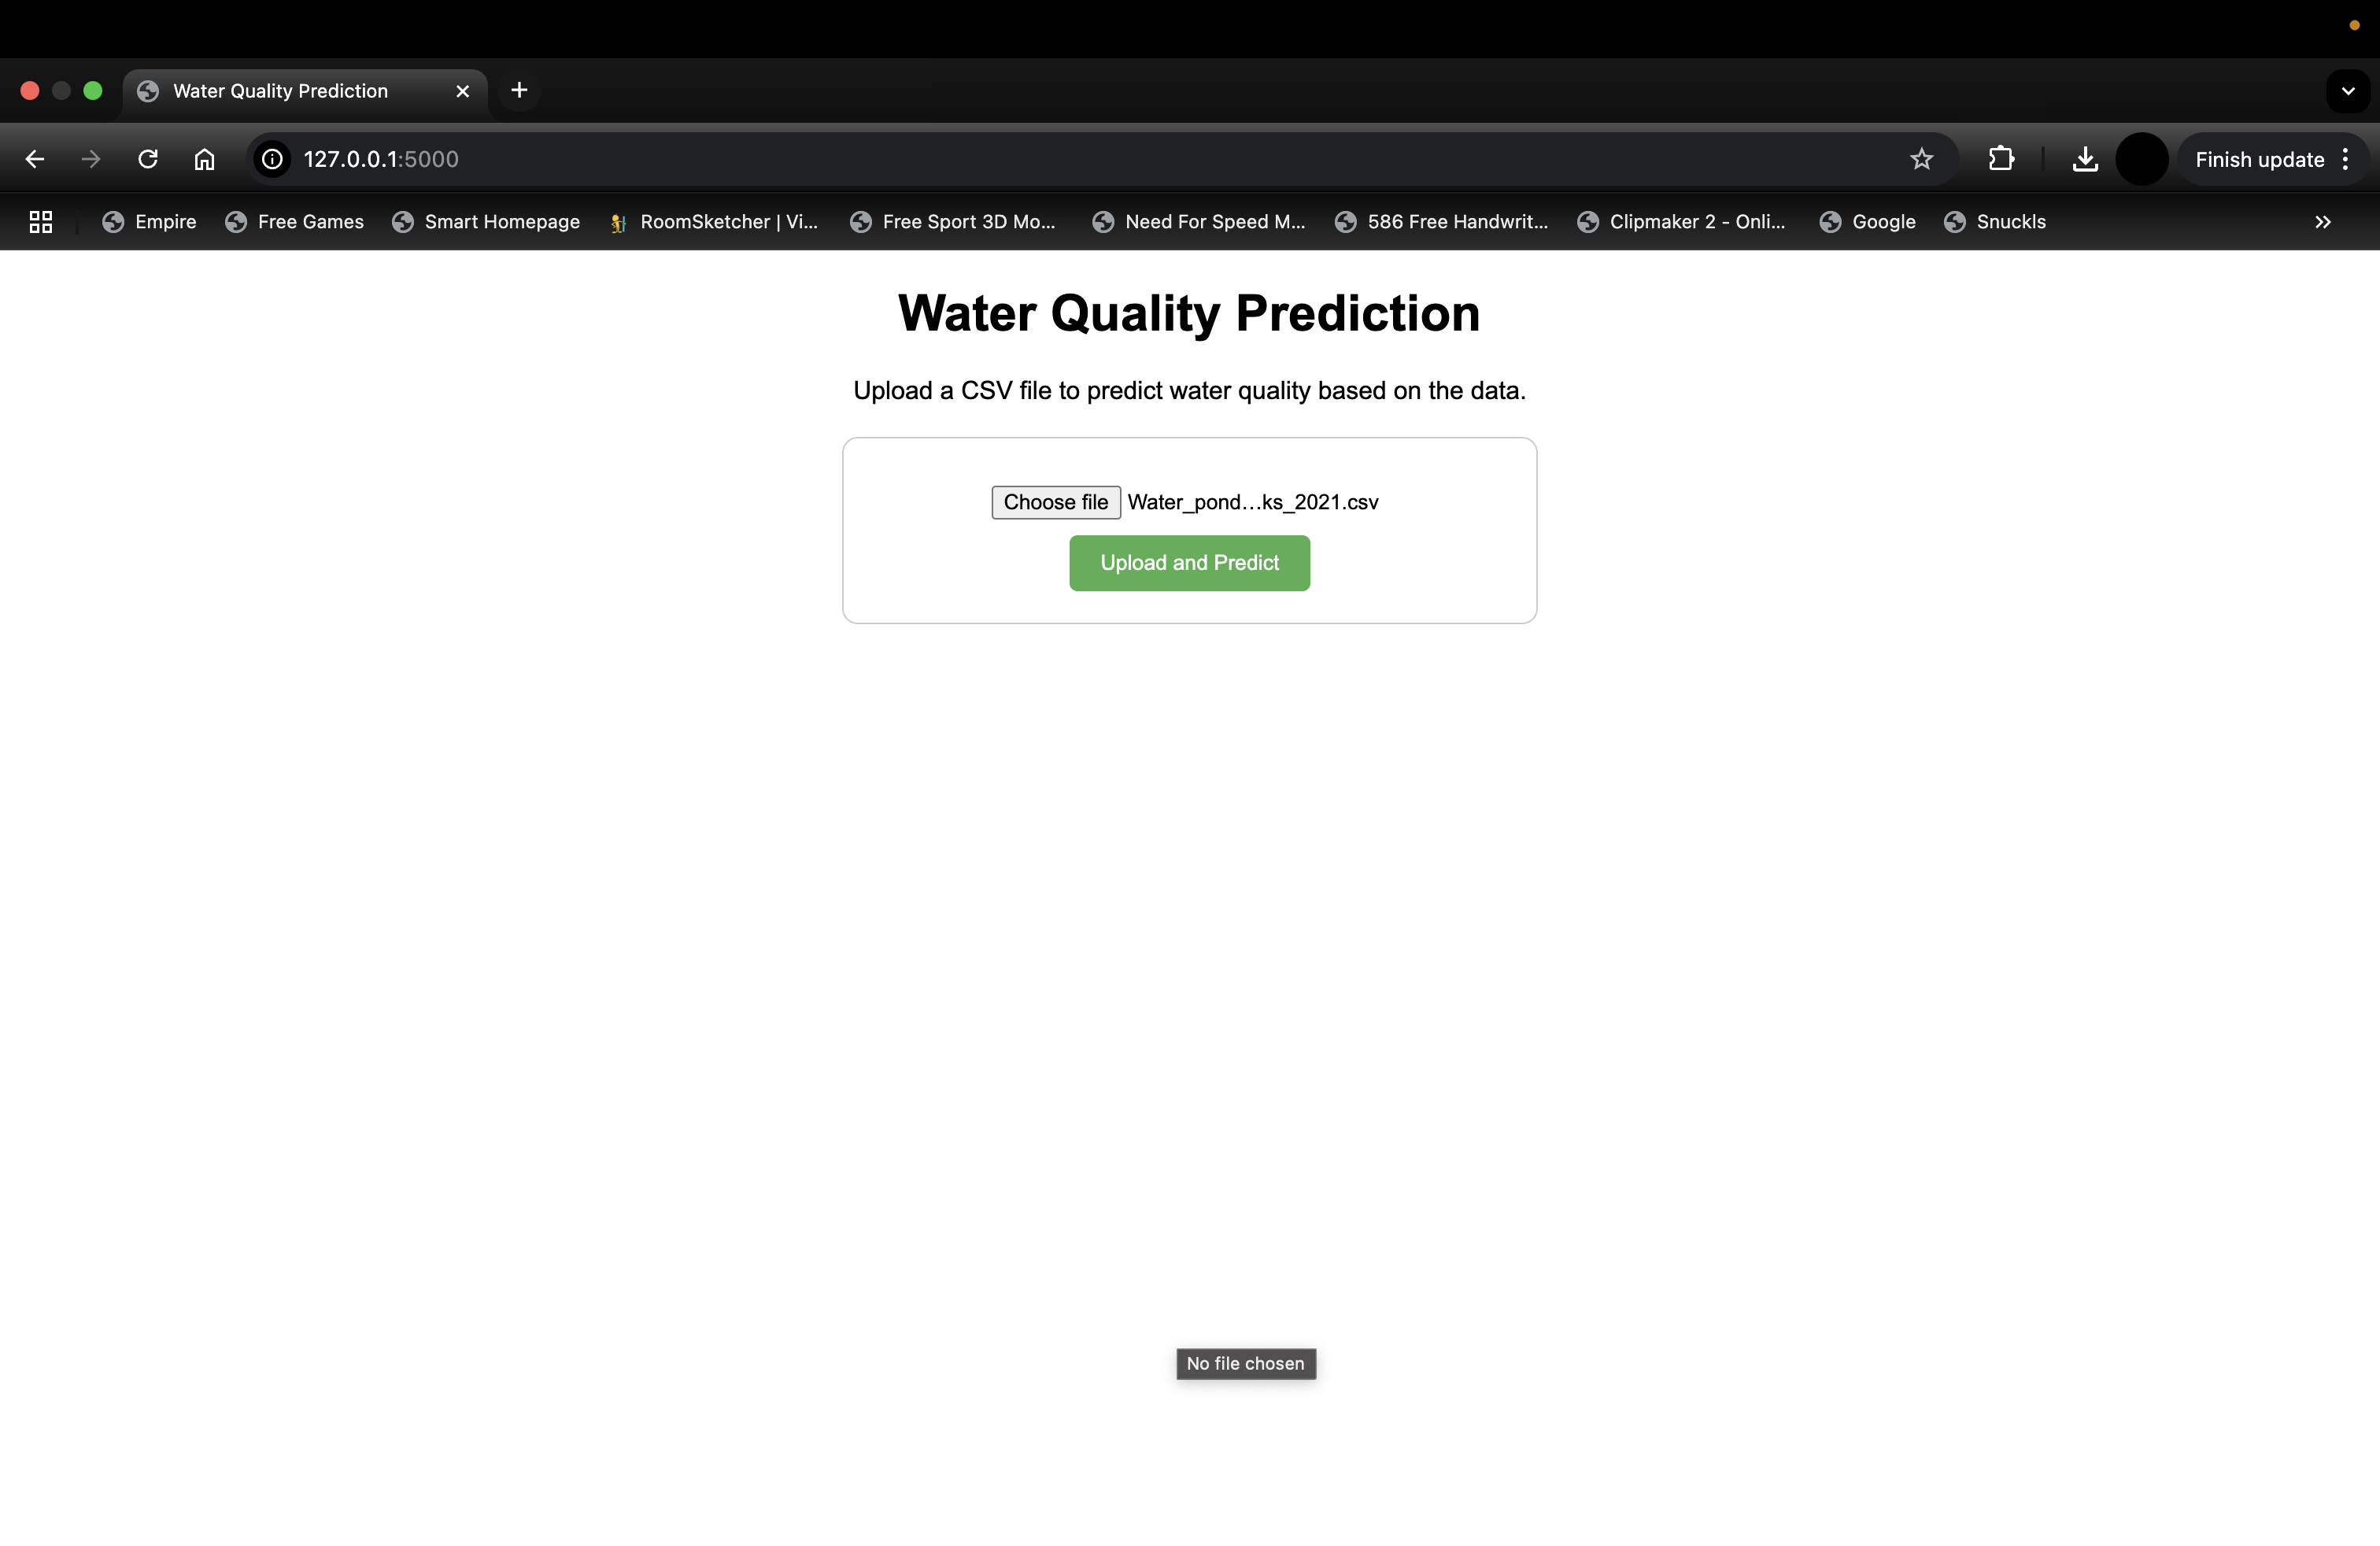 Water Quality Prediction
127.0.0.1:5000
Finish update
Empire
Free Games
Smart Homepage
RoomSketcher | Vi...
Free Sport 3D Mo...
Need For Speed M...
586 Free Handwrit...
Clipmaker 2 - Onli...
Google
Snuckls
Water Quality Prediction
Upload a CSV file to predict water quality based on the data.
Choose file Water_pond…ks_2021.csv
Upload and Predict
No file chosen